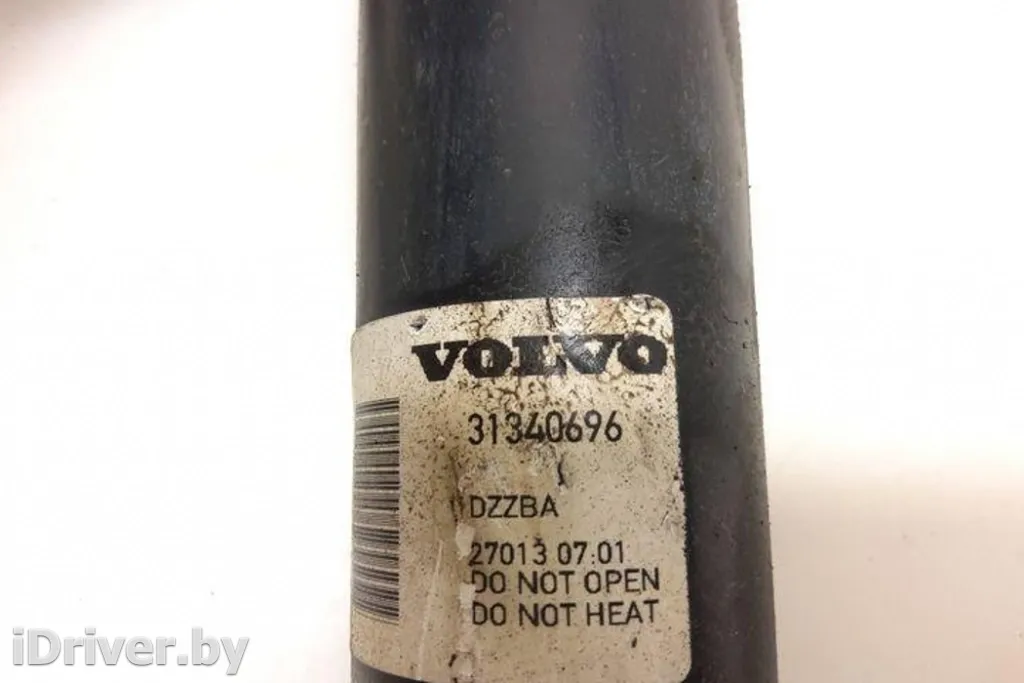 VOLVO
31340696
DZZBA
27013 07:01
DO NOT OPEN
DO NOT HEAT
iDriver.by